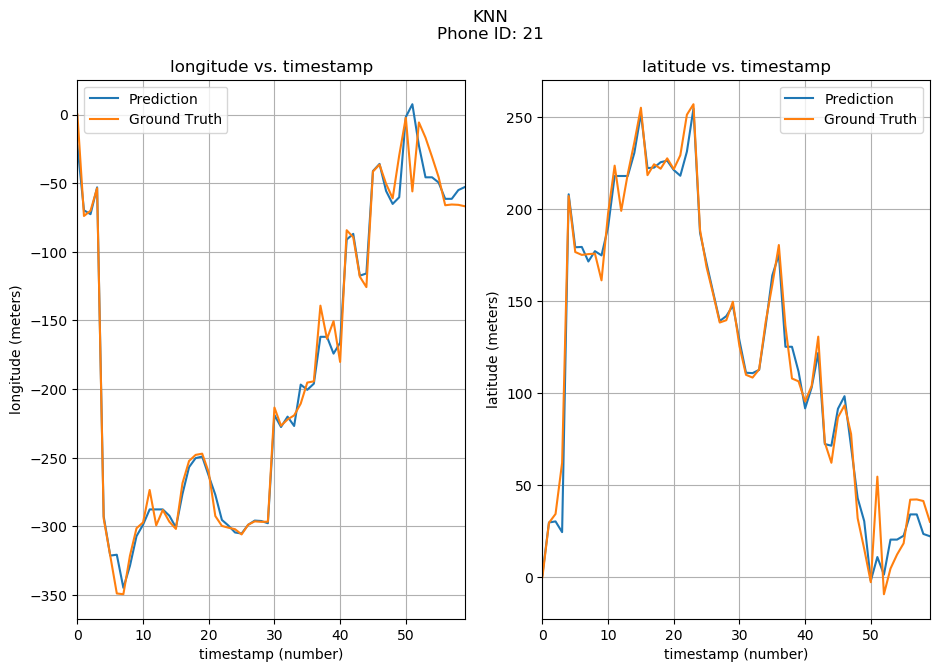 KNN
Phone ID: 21
longitude vs. timestamp
Prediction
Ground Truth
longitude (meters)
0
−50
−100
−150
−200
−250
−300
−350
0 10 20 30 40 50
timestamp (number)
latitude vs. timestamp
Prediction
Ground Truth
latitude (meters)
250
200
150
100
50
0
0 10 20 30 40 50
timestamp (number)